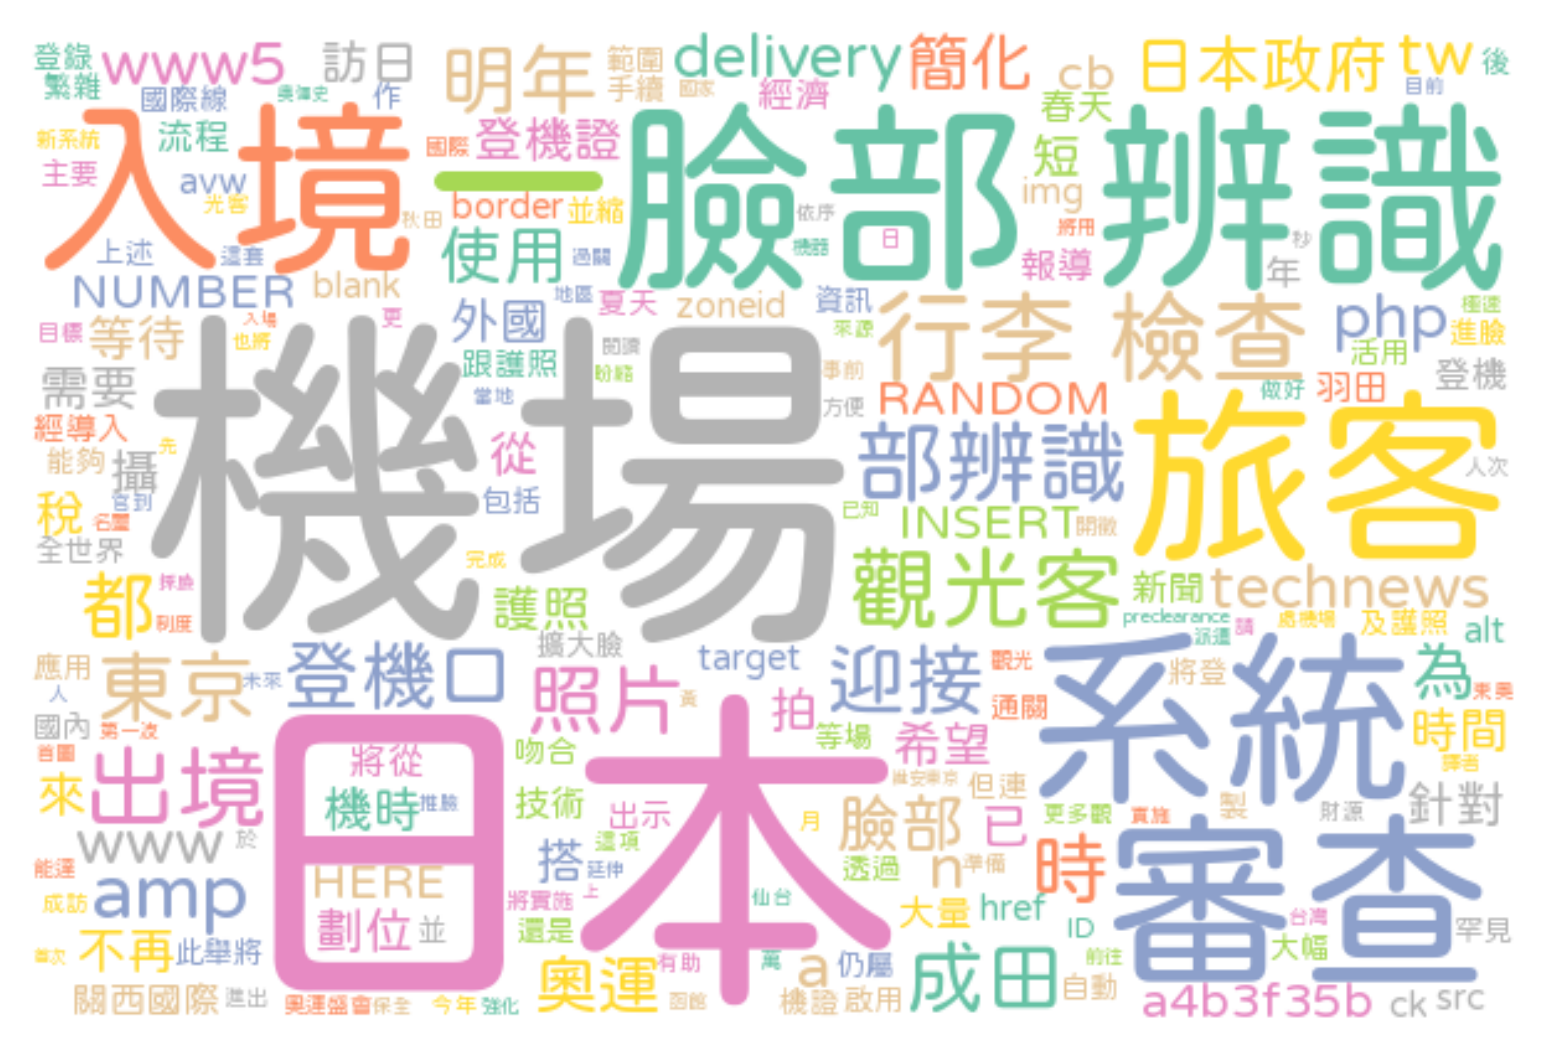 登錄 www5 訪日 明年 範圍 delivery 簡化 cb 日本政府 tw 後
繁雜 國際線 奧運史 作 手續 國家 經濟 春天 目前
新系統 流程 入境 國際 登機證 一 臉部辨識 短
主要 avw 光客 秋田 border 並縮 依序 img 將用
上述 這套 使用 過關 機器 日 報導 年 秒
NUMBER blank 外國 地區 夏天 zoneid 資訊 行李 檢查 php 極速
目標 等待 入場 更 也將 跟護照 閱讀 來源 進臉 活用
需要 機場 當地 紛紛 事前 方便 RANDOM 做好 羽田 登機
經導入 能夠 攝 先 從 部辨識 旅客 人次
稅 官到 名單 包括 已知 INSERT 開徵
全世界 完成 觀光客 新聞 technews
都 採臉 制度 護照 preclearance 派遣 請 處機場 及護照 alt
應用 東京 未來 登機口 擴大臉 target 迎接 觀光 系統 將登 為 東奧
人 國內 第一波 照片 黃 拍 通關 時間
首圖 出境 日本 將從 吻合 等場 希望 譯者
來 機時 推臉 技術 出示 但連 更多觀 實施 製 財源 針對
www 於 這項 月 臉部 已 審查
能運 amp HERE 搭 延伸 透過 n 準備 時
成訪 劃位 並 將實施 上 仙台 大量 href ID 台灣 罕見
首次 不再 此舉將 還是 有助 萬 a 仍屬 成田 前往 大幅
關西國際 進出 奧運盛會 保全 今年 強化 奧運 函館 機證 啟用 自動 a4b3f35b ck src